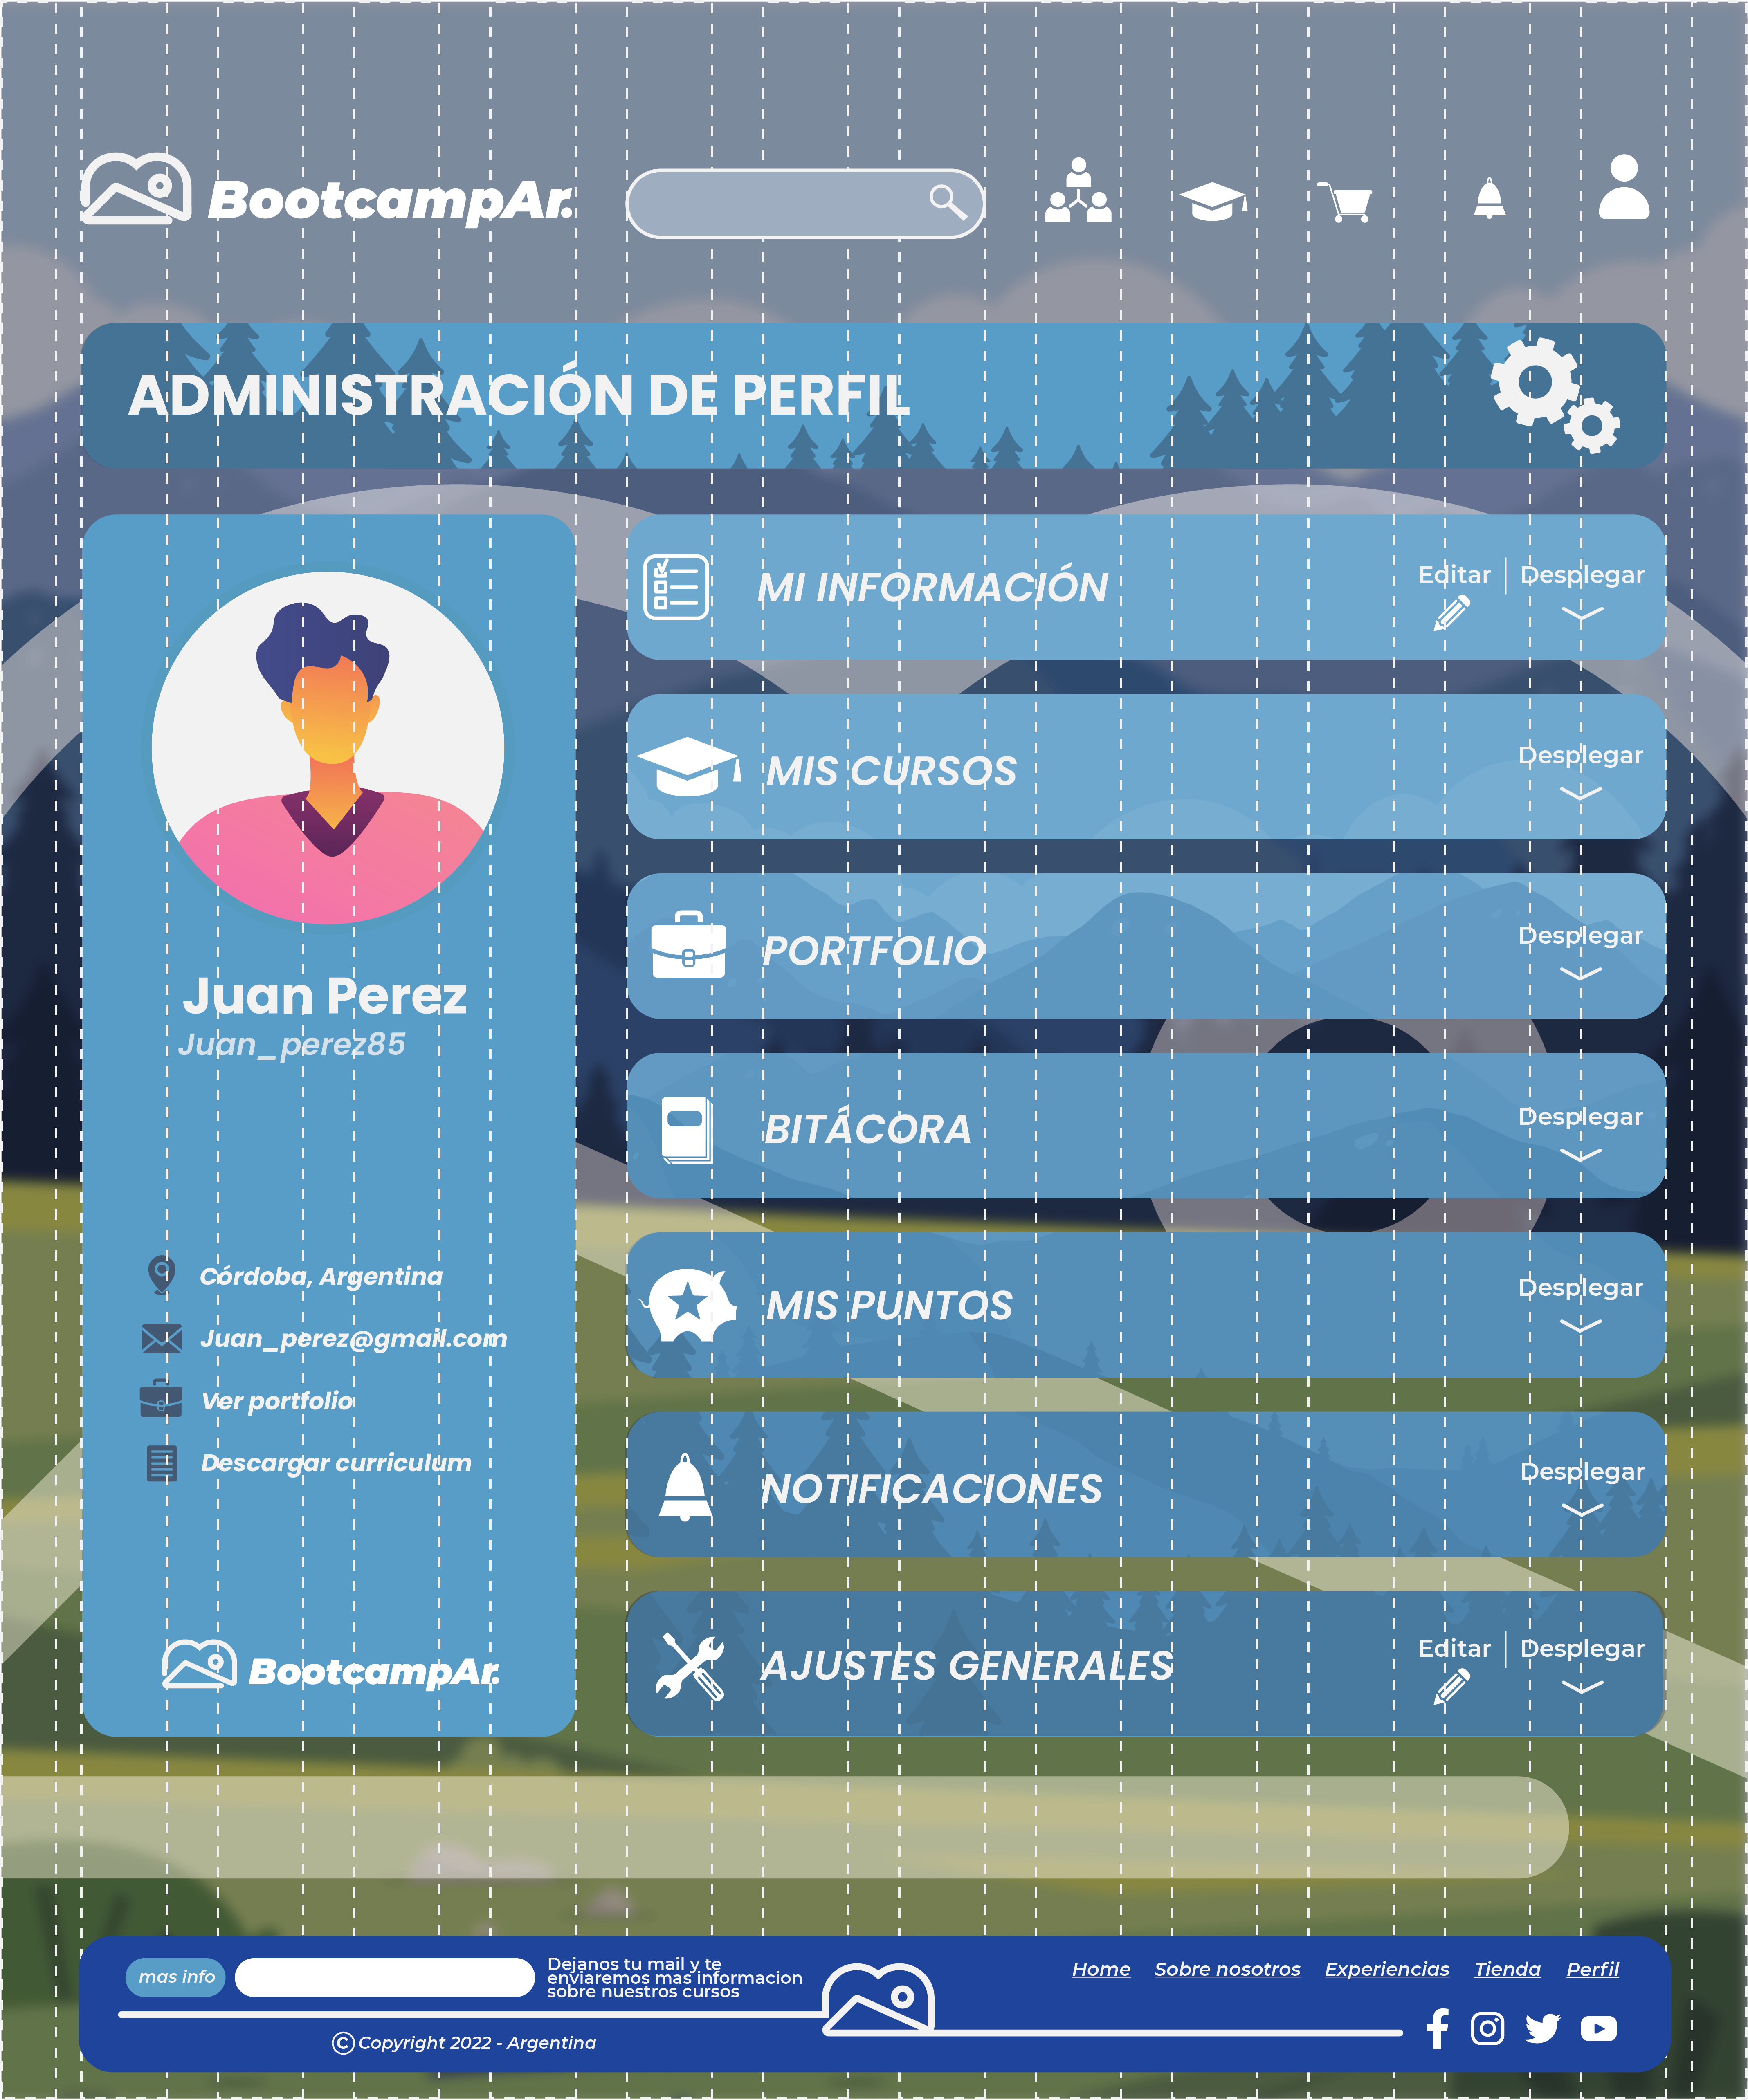 BootcampAr.
ADMINISTRACIÓN DE PERFIL
Juan Perez
Juan_perez85
Córdoba, Argentina
Juan_perez@gmail.com
Ver portfolio
Descargar curriculum
BootcampAr.
MI INFORMACIÓN
Editar | Desplegar
MIS CURSOS
Desplegar
PORTFOLIO
Desplegar
BITÁCORA
Desplegar
MIS PUNTOS
Desplegar
NOTIFICACIONES
Desplegar
AJUSTES GENERALES
Editar | Desplegar
mas info
Dejanos tu mail y te
enviaremos mas informacion
sobre nuestros cursos
© Copyright 2022 - Argentina
Home Sobre nosotros Experiencias Tienda Perfil